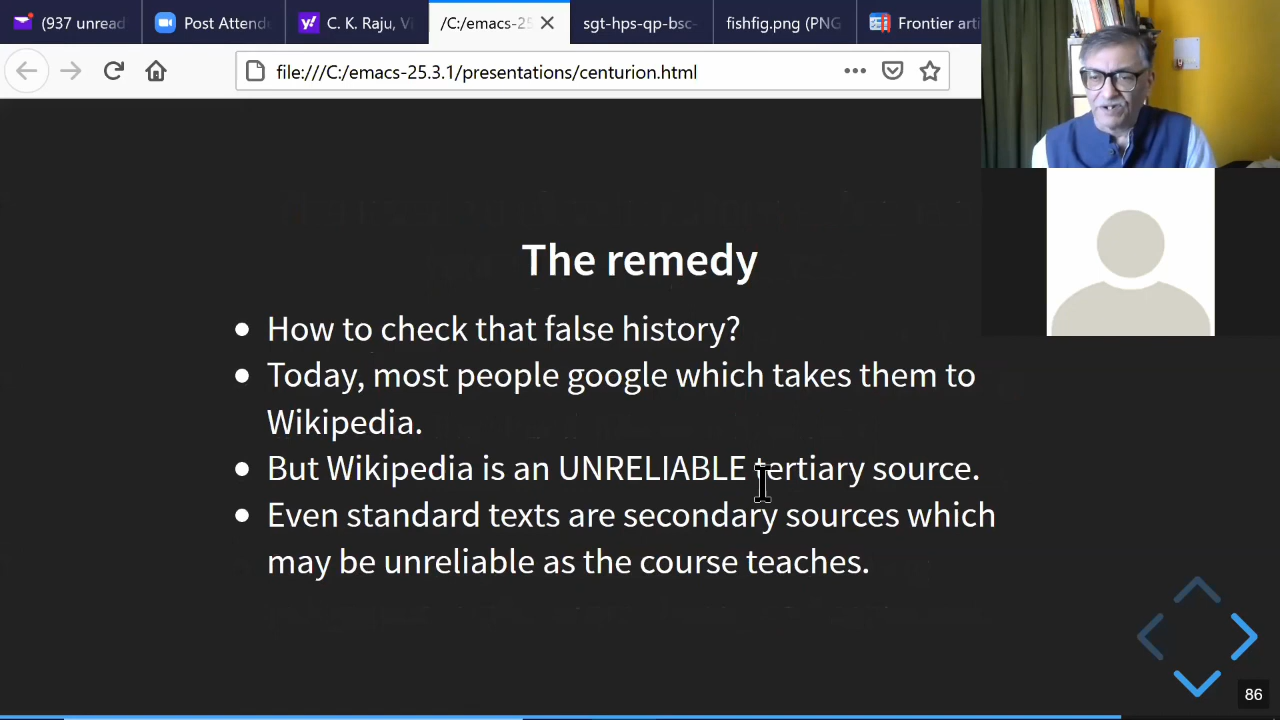 (937 unread
Post Attende
C. K. Raju, Vi
/C:/emacs-25
sgt-hps-qp-bsc-
fishfig.png (PNG
Frontier arti
file:///C:/emacs-25.3.1/presentations/centurion.html
The remedy
How to check that false history?
Today, most people google which takes them to
Wikipedia.
But Wikipedia is an UNRELIABLE tertiary source.
Even standard texts are secondary sources which
may be unreliable as the course teaches.
86